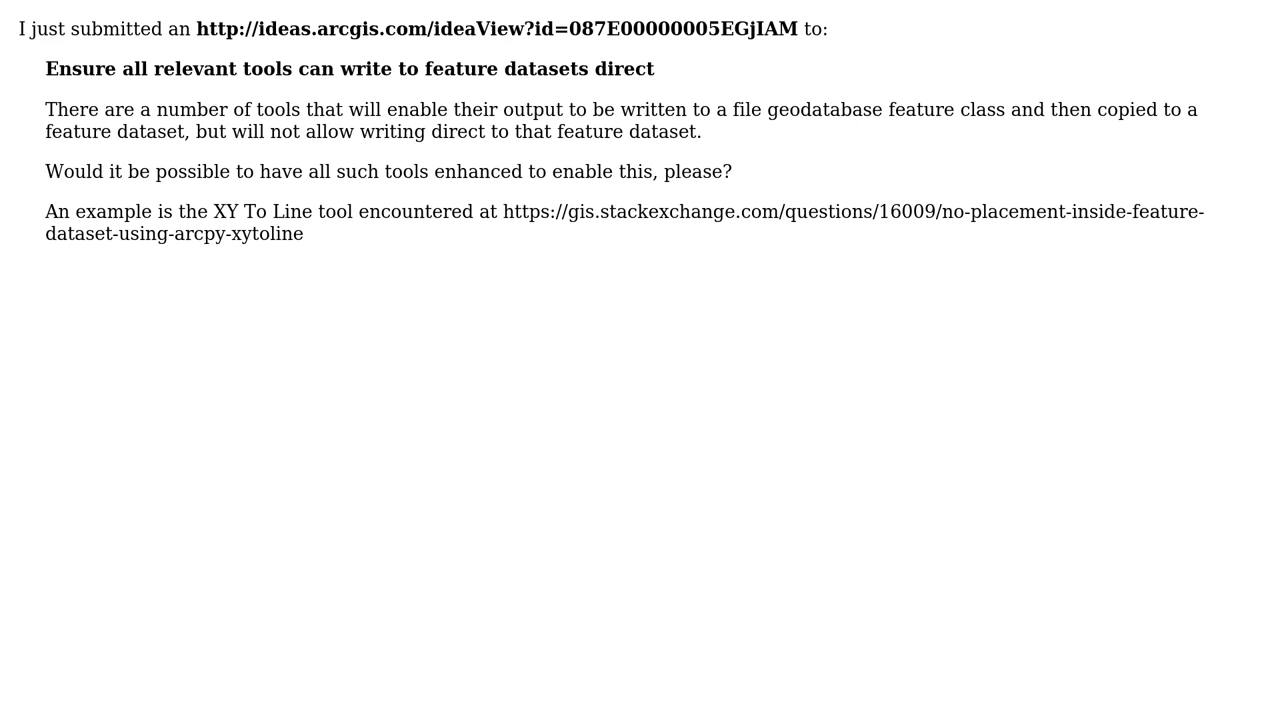 I just submitted an http://ideas.arcgis.com/ideaView?id=087E00000005EGjIAM to:
Ensure all relevant tools can write to feature datasets direct
There are a number of tools that will enable their output to be written to a file geodatabase feature class and then copied to a
feature dataset, but will not allow writing direct to that feature dataset.
Would it be possible to have all such tools enhanced to enable this, please?
An example is the XY To Line tool encountered at https://gis.stackexchange.com/questions/16009/no-placement-inside-feature-
dataset-using-arcpy-xytoline